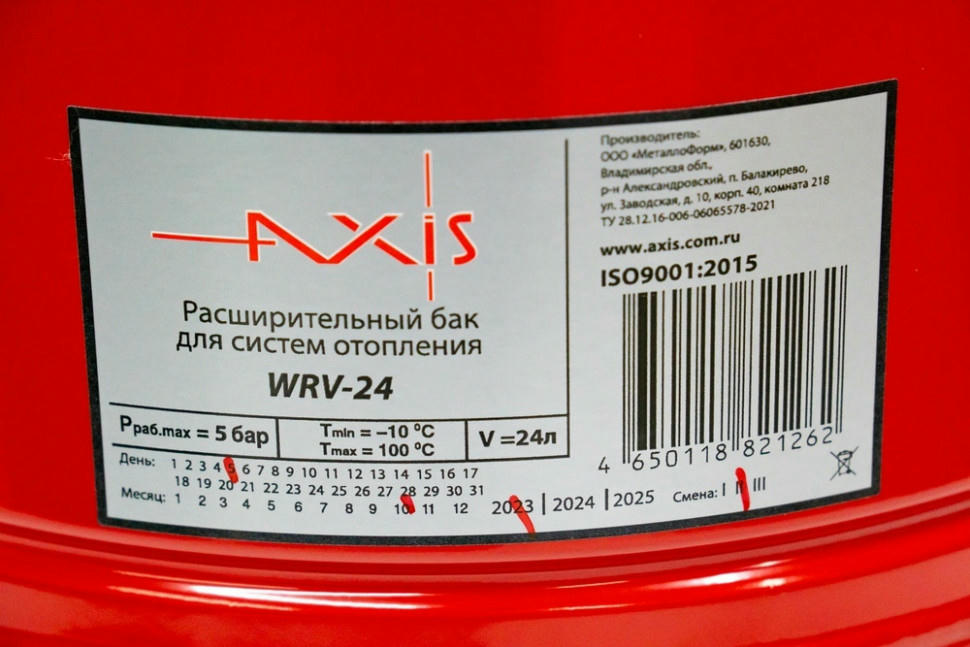 AXIS
Расширительный бак
для систем отопления
WRV-24
Pраб.max = 5 бар
Tmin = –10 °C
Tmax = 100 °C
V =24л
День: 1 2 3 4 5 6 7 8 9 10 11 12 13 14 15 16 17
18 19 20 21 22 23 24 25 26 27 28 29 30 31
Месяц: 1 2 3 4 5 6 7 8 9 10 11 12
2023 | 2024 | 2025
Смена: I II III
Производитель:
ООО «МеталлоФорм», 601630,
Владимирская обл.,
р-н Александровский, п. Балакирево,
ул. Заводская, д. 10, корп. 40, комната 218
ТУ 28.12.16-006-06065578-2021
www.axis.com.ru
ISO9001:2015
4 650118 821262